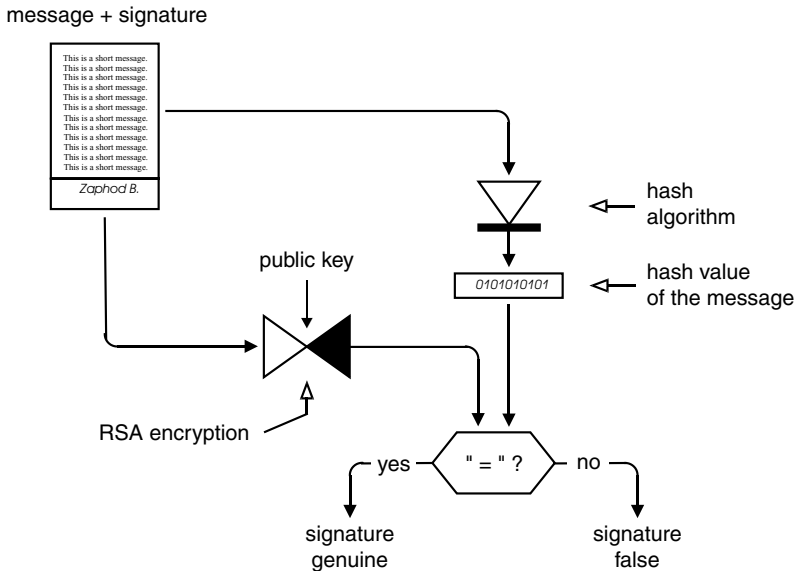 message + signature
This is a short message.
This is a short message.
This is a short message.
This is a short message.
This is a short message.
This is a short message.
This is a short message.
This is a short message.
This is a short message.
This is a short message.
This is a short message.
This is a short message.
Zaphod B.
hash
algorithm
public key
0101010101
hash value
of the message
RSA encryption
yes
" = " ?
no
signature
genuine
signature
false